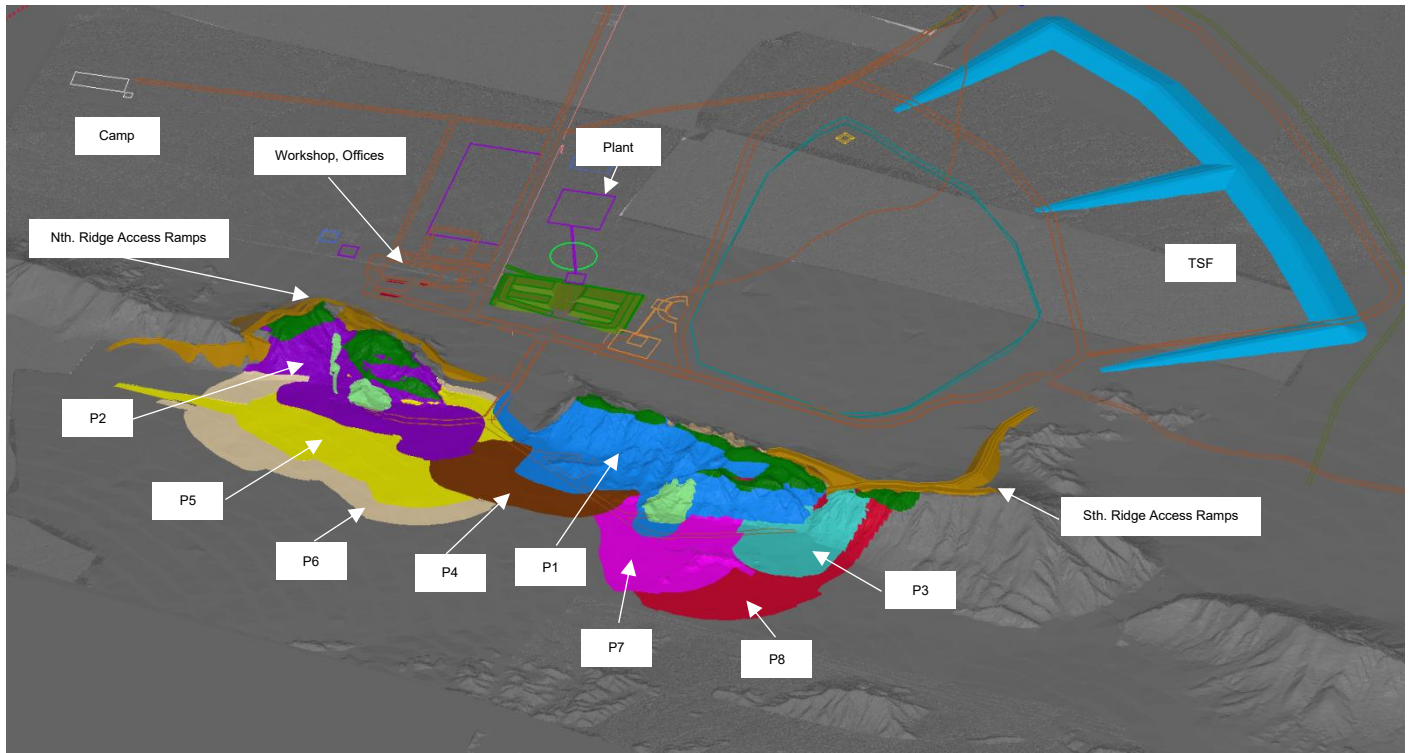 Camp
Workshop, Offices
Plant
Nth. Ridge Access Ramps
TSF
P2
P5
P6
P4
P1
Sth. Ridge Access Ramps
P3
P7
P8